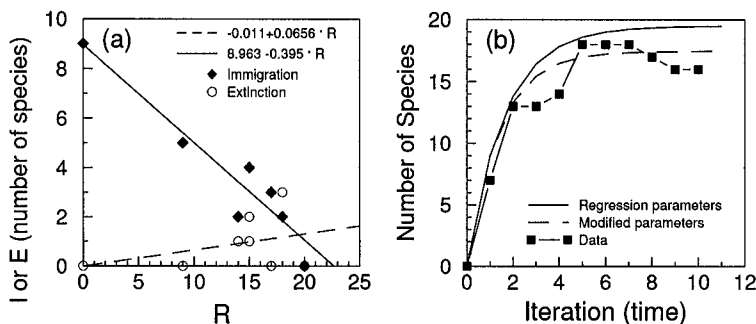 (a)
-0.011+0.0656 * R
8.963 -0.395 * R
Immigration
Extinction
I or E (number of species)
10
8
6
4
2
0
0 5 10 15 20 25
R
(b)
Number of Species
20
15
10
5
0
Regression parameters
Modified parameters
Data
0 2 4 6 8 10 12
Iteration (time)